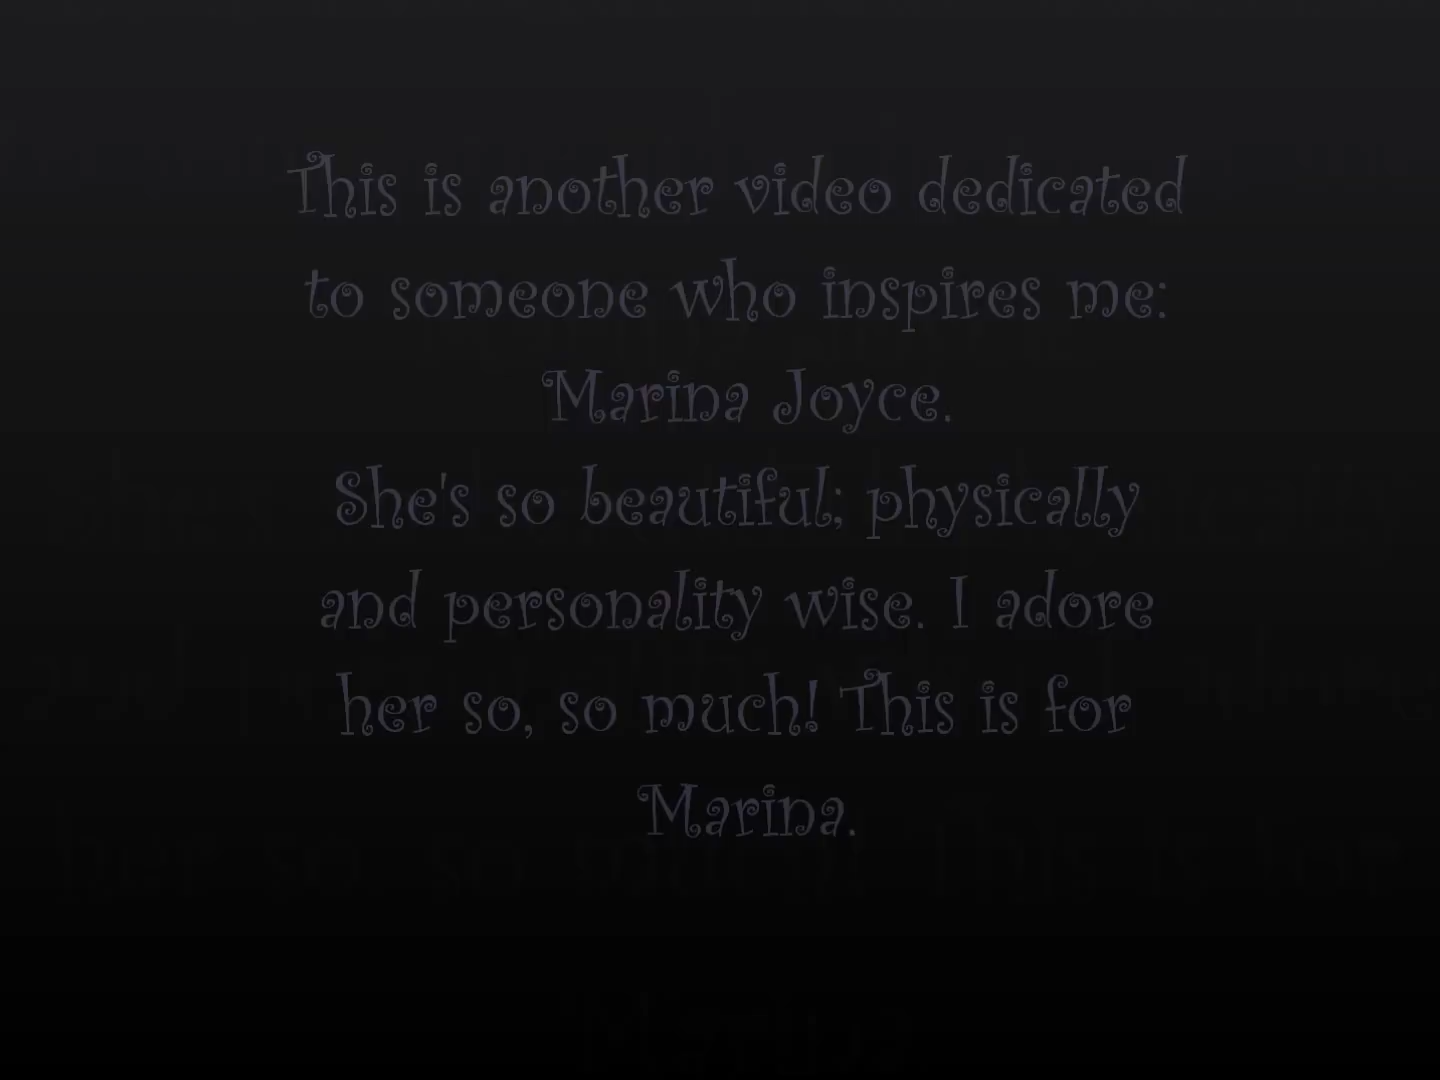 This is another video dedicated
to someone who inspires me:
Marina Joyce.
She's so beautiful; physically
and personality wise. I adore
her so, so much! This is for
Marina.